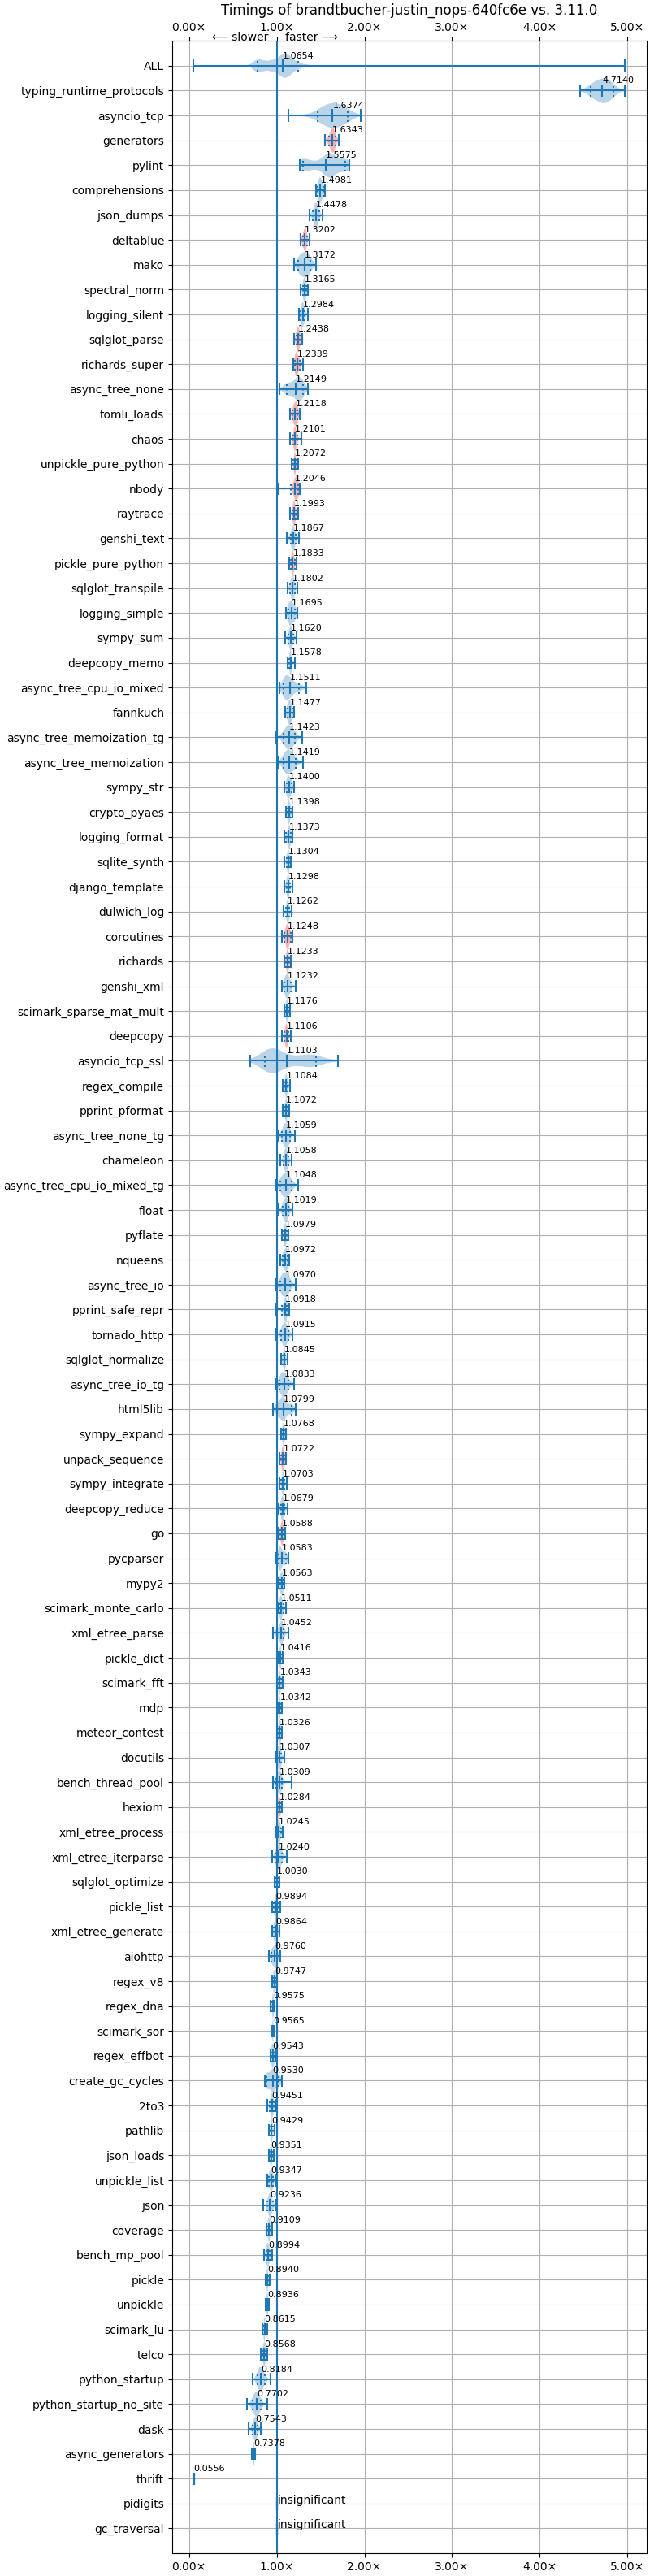 Timings of brandtbucher-justin_nops-640fc6e vs. 3.11.0
0.00× 1.00× 2.00× 3.00× 4.00× 5.00×
⟵ slower faster ⟶
ALL 1.0654
typing_runtime_protocols 4.7140
asyncio_tcp 1.6374
generators 1.6343
pylint 1.5575
comprehensions 1.4981
json_dumps 1.4478
deltablue 1.3202
mako 1.3172
spectral_norm 1.3165
logging_silent 1.2984
sqlglot_parse 1.2438
richards_super 1.2339
async_tree_none 1.2149
tomli_loads 1.2118
chaos 1.2101
unpickle_pure_python 1.2072
nbody 1.2046
raytrace 1.1993
genshi_text 1.1867
pickle_pure_python 1.1833
sqlglot_transpile 1.1802
logging_simple 1.1695
sympy_sum 1.1620
deepcopy_memo 1.1578
async_tree_cpu_io_mixed 1.1511
fannkuch 1.1477
async_tree_memoization_tg 1.1423
async_tree_memoization 1.1419
sympy_str 1.1400
crypto_pyaes 1.1398
logging_format 1.1373
sqlite_synth 1.1304
django_template 1.1298
dulwich_log 1.1262
coroutines 1.1248
richards 1.1233
genshi_xml 1.1232
scimark_sparse_mat_mult 1.1176
deepcopy 1.1106
asyncio_tcp_ssl 1.1103
regex_compile 1.1084
pprint_pformat 1.1072
async_tree_none_tg 1.1059
chameleon 1.1058
async_tree_cpu_io_mixed_tg 1.1048
float 1.1019
pyflate 1.0979
nqueens 1.0972
async_tree_io 1.0970
pprint_safe_repr 1.0918
tornado_http 1.0915
sqlglot_normalize 1.0845
async_tree_io_tg 1.0833
html5lib 1.0799
sympy_expand 1.0768
unpack_sequence 1.0722
sympy_integrate 1.0703
deepcopy_reduce 1.0679
go 1.0588
pycparser 1.0583
mypy2 1.0563
scimark_monte_carlo 1.0511
xml_etree_parse 1.0452
pickle_dict 1.0416
scimark_fft 1.0343
mdp 1.0342
meteor_contest 1.0326
docutils 1.0307
bench_thread_pool 1.0309
hexiom 1.0284
xml_etree_process 1.0245
xml_etree_iterparse 1.0240
sqlglot_optimize 1.0030
pickle_list 0.9894
xml_etree_generate 0.9864
aiohttp 0.9760
regex_v8 0.9747
regex_dna 0.9575
scimark_sor 0.9565
regex_effbot 0.9543
create_gc_cycles 0.9530
2to3 0.9451
pathlib 0.9429
json_loads 0.9351
unpickle_list 0.9347
json 0.9236
coverage 0.9109
bench_mp_pool 0.8994
pickle 0.8940
unpickle 0.8936
scimark_lu 0.8615
telco 0.8568
python_startup 0.8184
python_startup_no_site 0.7702
dask 0.7543
async_generators 0.7378
thrift 0.0556
pidigits insignificant
gc_traversal insignificant
0.00× 1.00× 2.00× 3.00× 4.00× 5.00×